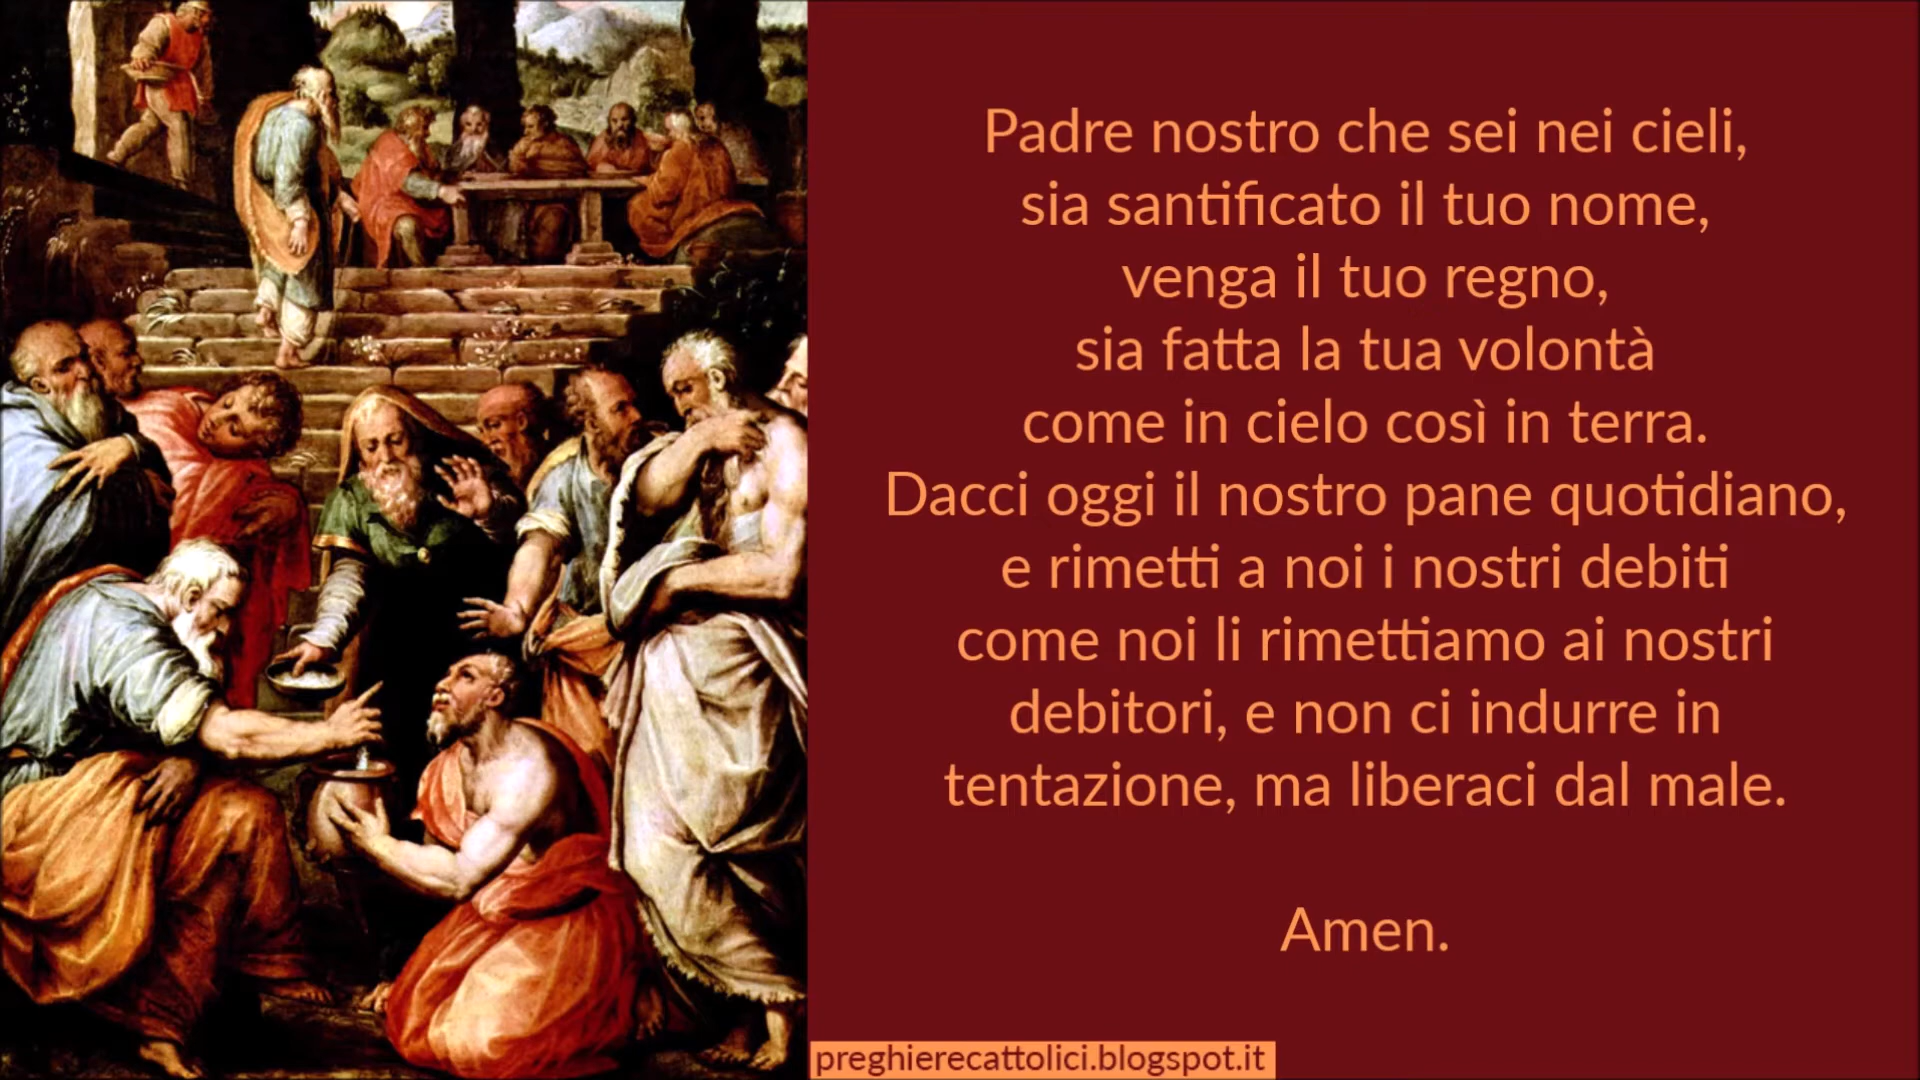 Padre nostro che sei nei cieli,
sia santificato il tuo nome,
venga il tuo regno,
sia fatta la tua volontà
come in cielo così in terra.
Dacci oggi il nostro pane quotidiano,
e rimetti a noi i nostri debiti
come noi li rimettiamo ai nostri
debitori, e non ci indurre in
tentazione, ma liberaci dal male.
Amen.
preghierecattolici.blogspot.it